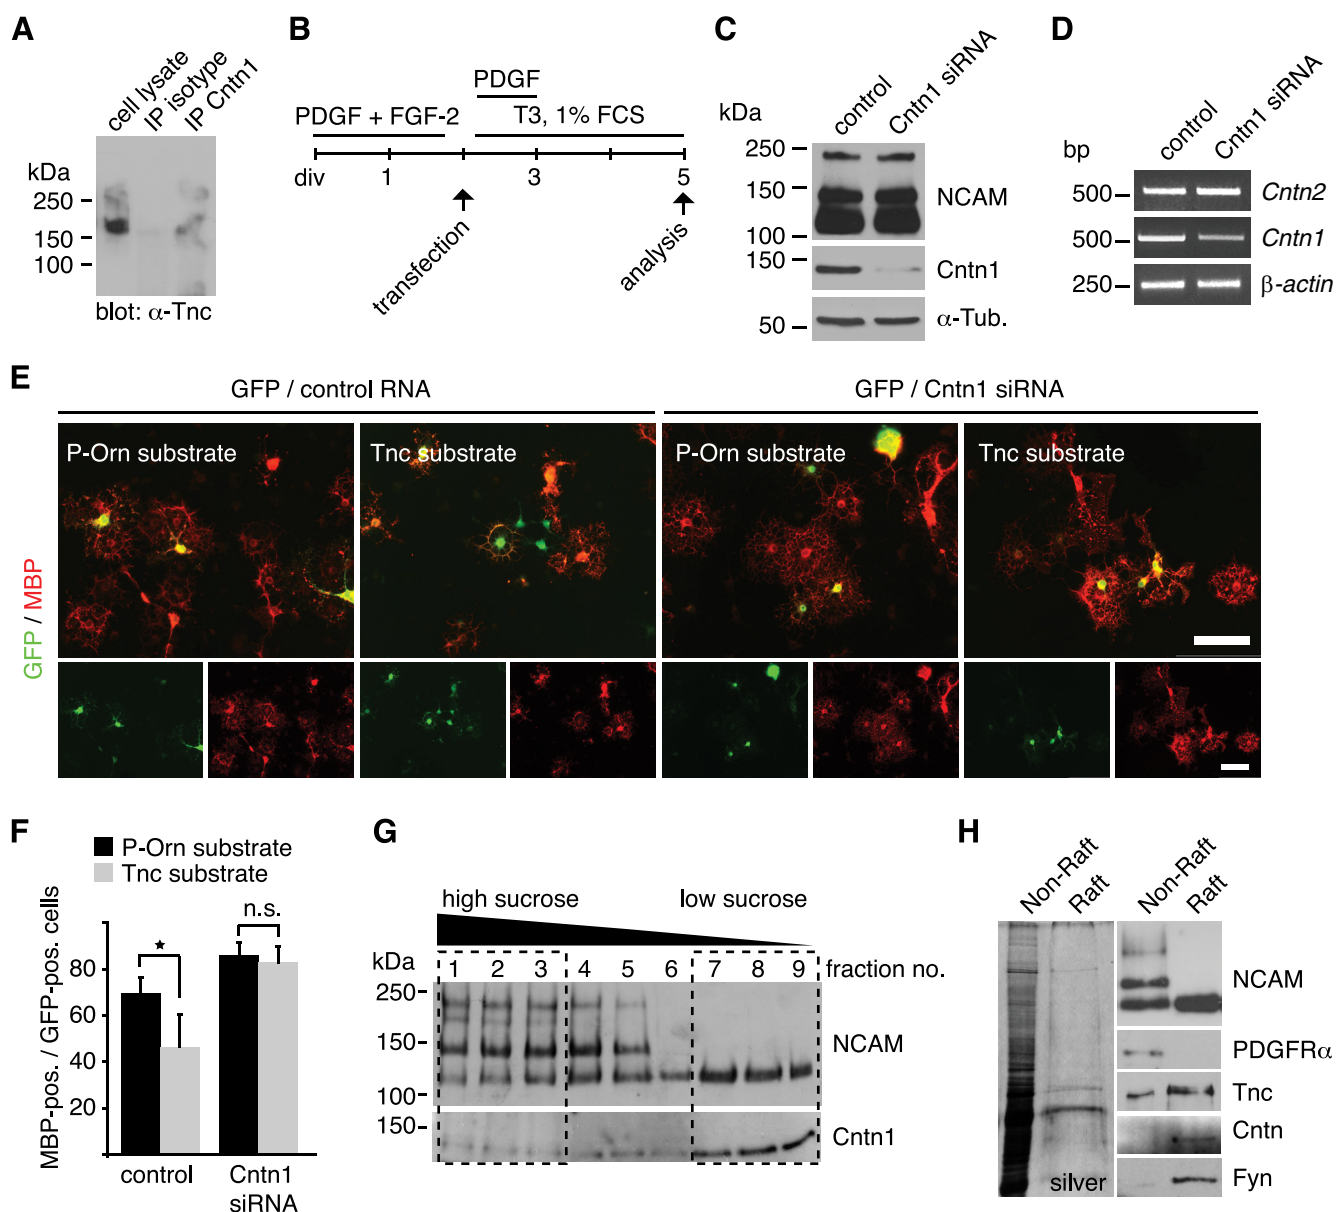 A
cell lysate
IP isotype
IP Cntn1
kDa
250
150
100
blot: α-Tnc
B
PDGF
PDGF + FGF-2
T3, 1% FCS
div
1
3
5
transfection
analysis
C
control
Cntn1 siRNA
kDa
250
150
100
NCAM
150
Cntn1
50
α-Tub.
D
control
Cntn1 siRNA
bp
500
Cntn2
500
Cntn1
250
β-actin
E
GFP / control RNA
GFP / Cntn1 siRNA
P-Orn substrate
Tnc substrate
P-Orn substrate
Tnc substrate
GFP / MBP
F
P-Orn substrate
Tnc substrate
MBP-pos. / GFP-pos. cells
80
60
40
20
★
n.s.
control
Cntn1
siRNA
G
high sucrose
low sucrose
kDa
1 2 3 4 5 6 7 8 9
fraction no.
250
150
100
NCAM
150
Cntn1
H
Non-Raft
Raft
Non-Raft
Raft
silver
NCAM
PDGFRα
Tnc
Cntn
Fyn